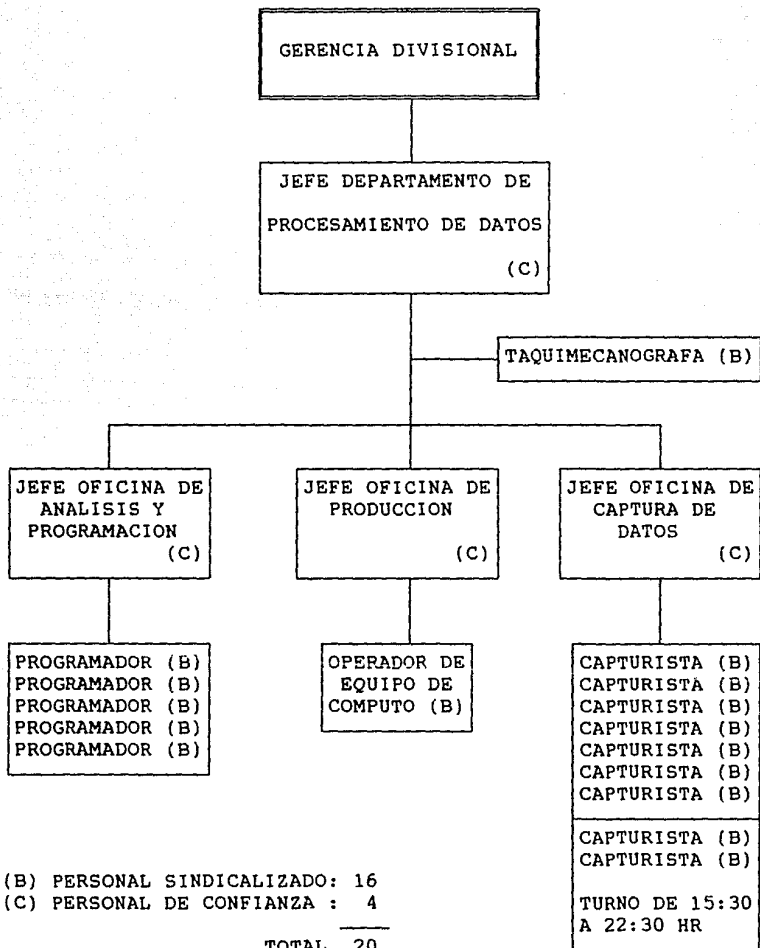 GERENCIA DIVISIONAL
JEFE DEPARTAMENTO DE
PROCESAMIENTO DE DATOS
(C)
TAQUIMECANOGRAFA (B)
JEFE OFICINA DE
ANALISIS Y
PROGRAMACION
(C)
JEFE OFICINA DE
PRODUCCION
(C)
JEFE OFICINA DE
CAPTURA DE
DATOS
(C)
PROGRAMADOR (B)
PROGRAMADOR (B)
PROGRAMADOR (B)
PROGRAMADOR (B)
PROGRAMADOR (B)
OPERADOR DE
EQUIPO DE
COMPUTO (B)
CAPTURISTA (B)
CAPTURISTA (B)
CAPTURISTA (B)
CAPTURISTA (B)
CAPTURISTA (B)
CAPTURISTA (B)
CAPTURISTA (B)
CAPTURISTA (B)
CAPTURISTA (B)
TURNO DE 15:30
A 22:30 HR
(B) PERSONAL SINDICALIZADO: 16
(C) PERSONAL DE CONFIANZA : 4
TOTAL 20